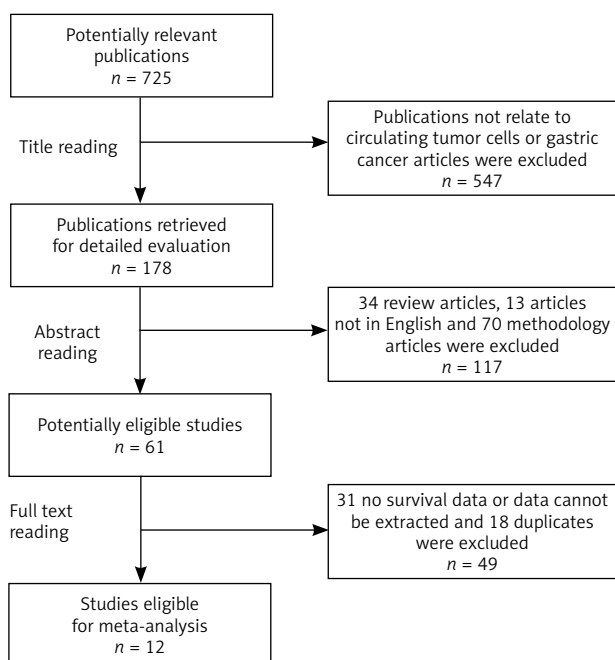 Potentially relevant
publications
n = 725
Title reading
Publications not relate to
circulating tumor cells or gastric
cancer articles were excluded
n = 547
Publications retrieved
for detailed evaluation
n = 178
Abstract
reading
34 review articles, 13 articles
not in English and 70 methodology
articles were excluded
n = 117
Potentially eligible studies
n = 61
Full text
reading
31 no survival data or data cannot
be extracted and 18 duplicates
were excluded
n = 49
Studies eligible
for meta-analysis
n = 12